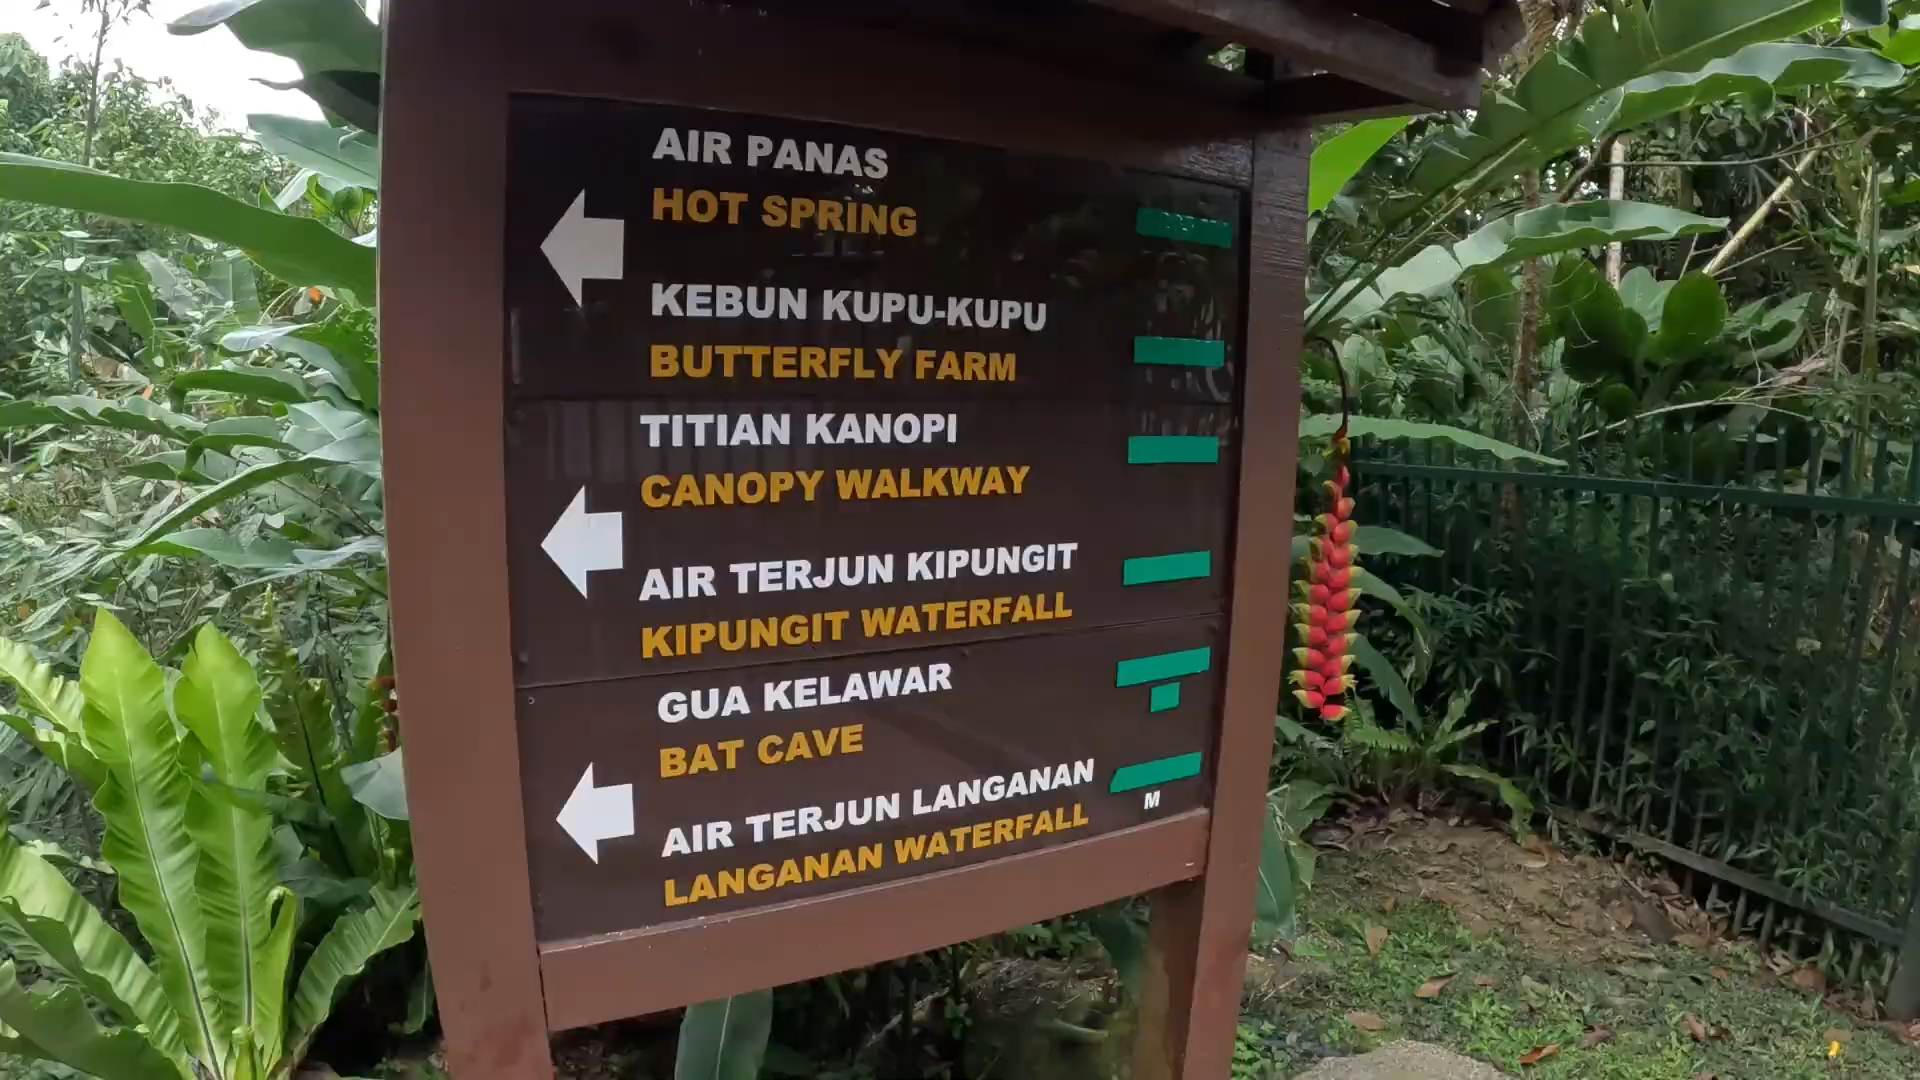 AIR PANAS
HOT SPRING
KEBUN KUPU-KUPU
BUTTERFLY FARM
TITIAN KANOPI
CANOPY WALKWAY
AIR TERJUN KIPUNGIT
KIPUNGIT WATERFALL
GUA KELAWAR
BAT CAVE
AIR TERJUN LANGANAN
M
LANGANAN WATERFALL